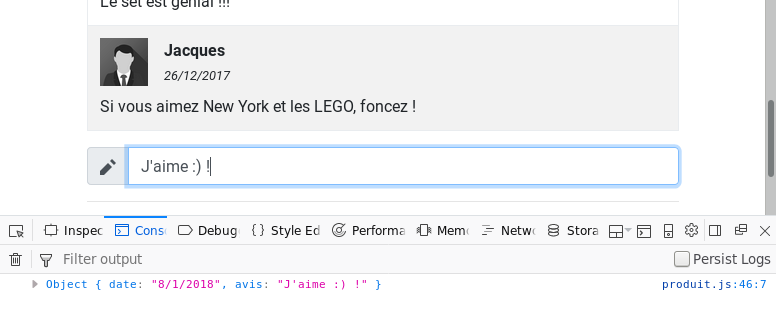 Le set est génial !!!
Jacques
26/12/2017
Si vous aimez New York et les LEGO, foncez !
J'aime :) !
Inspec Conso Debug Style Ed Performa Mem Netw Stora
Filter output Persist Logs
Object { date: "8/1/2018", avis: "J'aime :) !" } produit.js:46:7